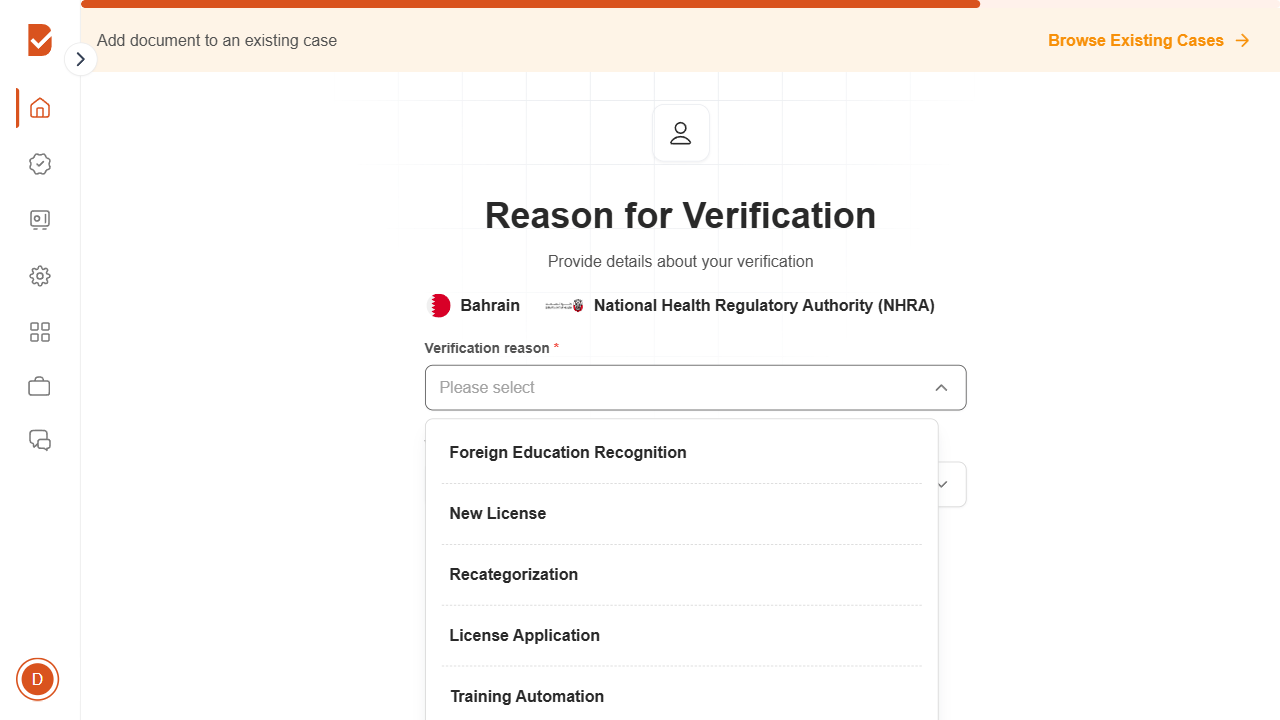 Add document to an existing case
Browse Existing Cases
Reason for Verification
Provide details about your verification
Bahrain
National Health Regulatory Authority (NHRA)
Verification reason *
Please select
Foreign Education Recognition
New License
Recategorization
License Application
Training Automation
D